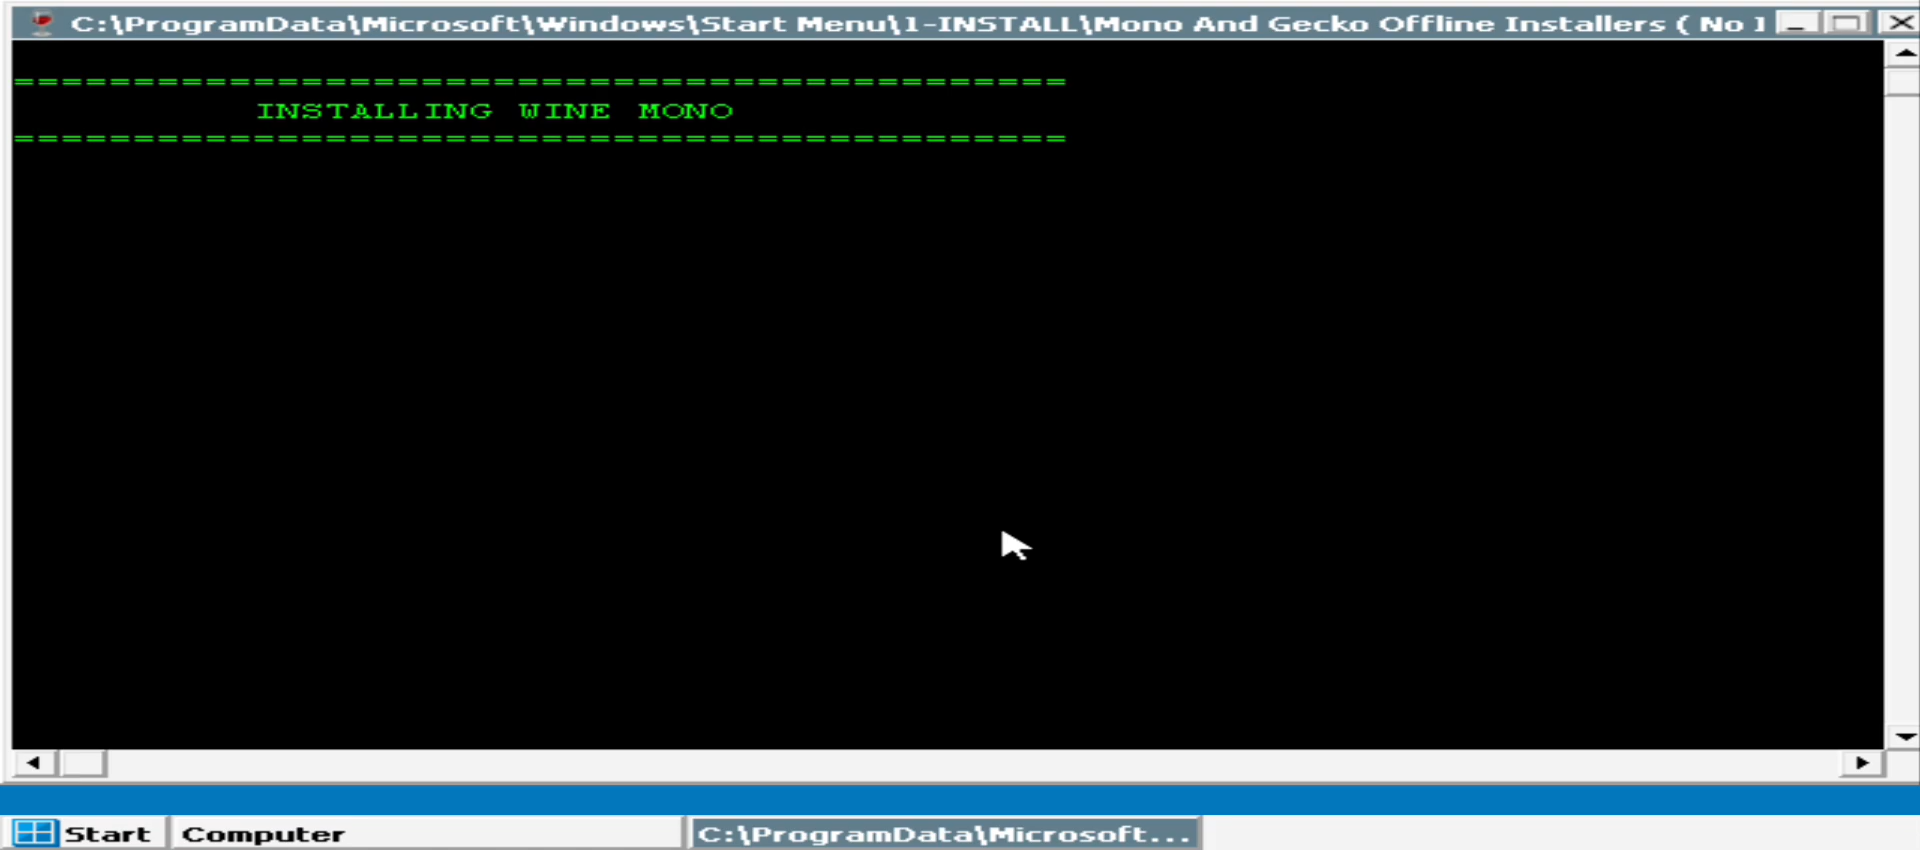 C:\ProgramData\Microsoft\Windows\Start Menu\1-INSTALL\Mono And Gecko Offline Installers ( No
============================================
INSTALLING WINE MONO
============================================
Start
Computer
C:\ProgramData\Microsoft...